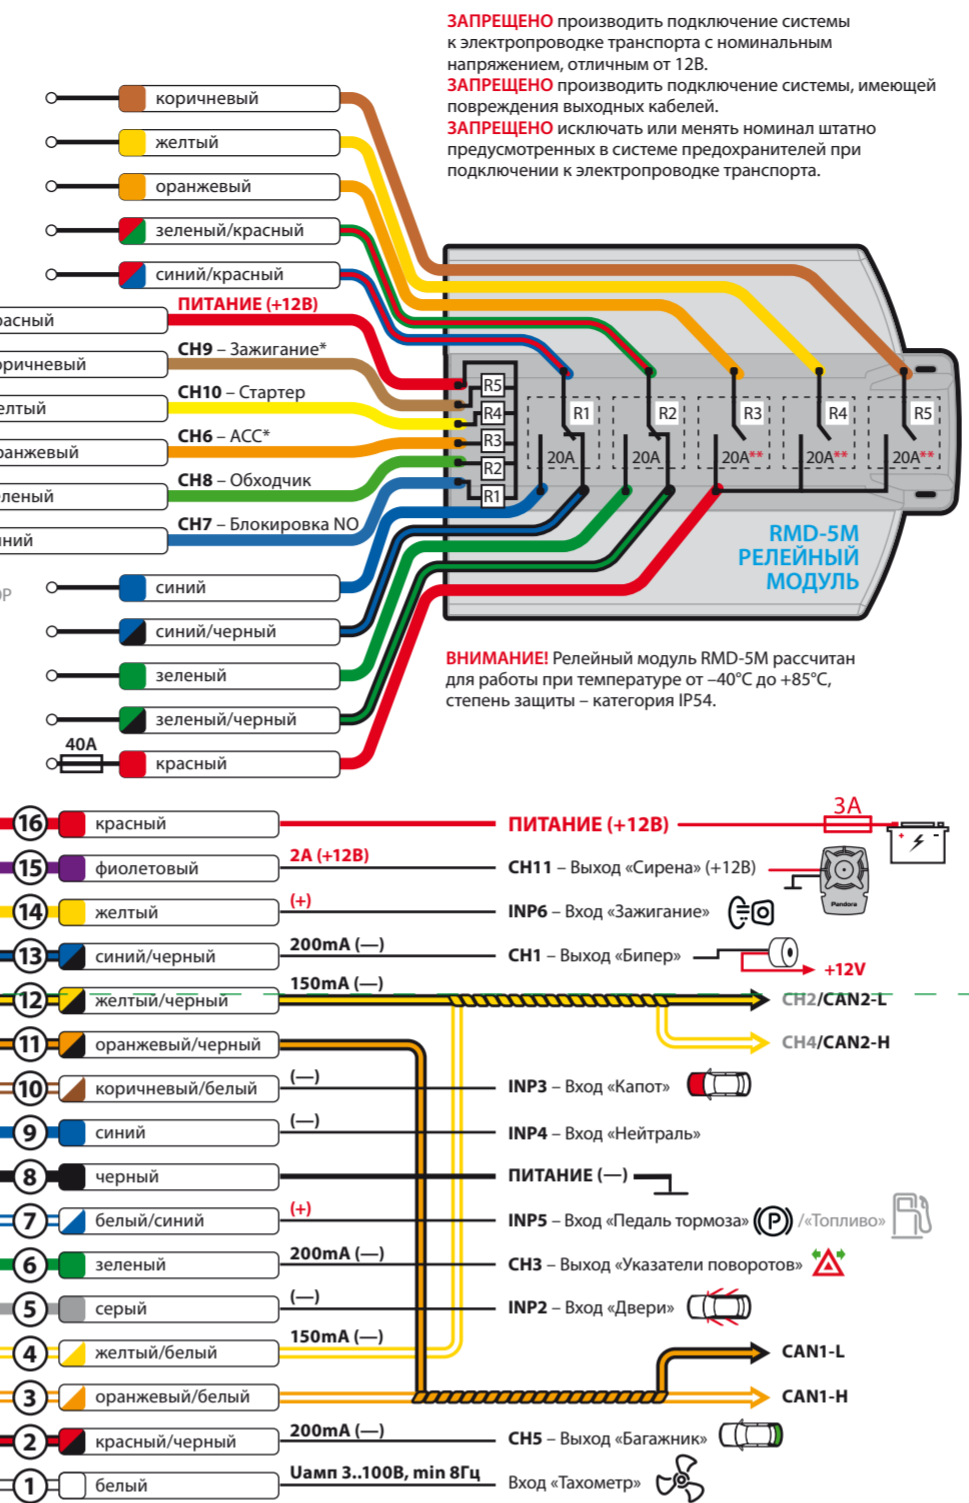 ЗАПРЕЩЕНО производить подключение системы
к электропроводке транспорта с номинальным
напряжением, отличным от 12В.
ЗАПРЕЩЕНО производить подключение системы, имеющей
повреждения выходных кабелей.
ЗАПРЕЩЕНО исключать или менять номинал штатно
предусмотренных в системе предохранителей при
подключении к электропроводке транспорта.
коричневый
желтый
оранжевый
зеленый/красный
синий/красный
ПИТАНИЕ (+12В)
расный
CH9 – Зажигание*
оричневый
CH10 – Стартер
елтый
CH6 – ACC*
ранжевый
CH8 – Обходчик
еленый
CH7 – Блокировка NO
иний
R5
R4
R3
R2
R1
R1
R2
R3
R4
R5
20A
20A
20A**
20A**
20A**
RMD-5M
РЕЛЕЙНЫЙ
МОДУЛЬ
синий
ОР
синий/черный
зеленый
зеленый/черный
40A
красный
ВНИМАНИЕ! Релейный модуль RMD-5M рассчитан
для работы при температуре от –40°С до +85°С,
степень защиты – категория IP54.
16 красный ПИТАНИЕ (+12В) 3A
15 фиолетовый 2A (+12В) CH11 – Выход «Сирена» (+12В)
Pandora
14 желтый (+) INP6 – Вход «Зажигание»
13 синий/черный 200mA (—) CH1 – Выход «Бипер»
+12V
12 желтый/черный 150mA (—) CH2/CAN2-L
11 оранжевый/черный CH4/CAN2-H
10 коричневый/белый (—) INP3 – Вход «Капот»
9 синий (—) INP4 – Вход «Нейтраль»
8 черный ПИТАНИЕ (—)
7 белый/синий (+) INP5 – Вход «Педаль тормоза» (P) /«Топливо»
6 зеленый 200mA (—) CH3 – Выход «Указатели поворотов»
5 серый (—) INP2 – Вход «Двери»
4 желтый/белый 150mA (—) CAN1-L
3 оранжевый/белый CAN1-H
2 красный/черный 200mA (—) CH5 – Выход «Багажник»
1 белый Uамп 3..100В, min 8Гц Вход «Тахометр»